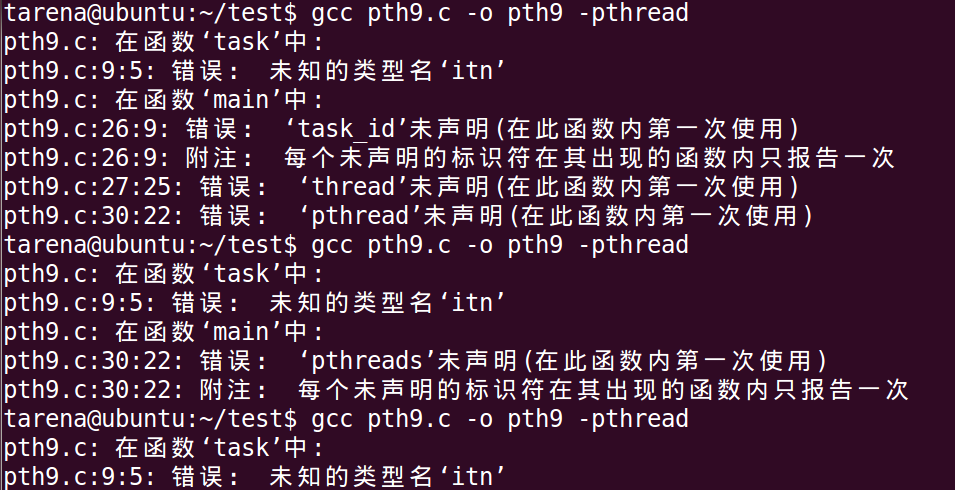 tarena@ubuntu:~/test$ gcc pth9.c -o pth9 -pthread
pth9.c: 在函数‘task’中:
pth9.c:9:5: 错误: 未知的类型名‘itn’
pth9.c: 在函数‘main’中:
pth9.c:26:9: 错误: ‘task_id’未声明(在此函数内第一次使用)
pth9.c:26:9: 附注: 每个未声明的标识符在其出现的函数内只报告一次
pth9.c:27:25: 错误: ‘thread’未声明(在此函数内第一次使用)
pth9.c:30:22: 错误: ‘pthread’未声明(在此函数内第一次使用)
tarena@ubuntu:~/test$ gcc pth9.c -o pth9 -pthread
pth9.c: 在函数‘task’中:
pth9.c:9:5: 错误: 未知的类型名‘itn’
pth9.c: 在函数‘main’中:
pth9.c:30:22: 错误: ‘pthreads’未声明(在此函数内第一次使用)
pth9.c:30:22: 附注: 每个未声明的标识符在其出现的函数内只报告一次
tarena@ubuntu:~/test$ gcc pth9.c -o pth9 -pthread
pth9.c: 在函数‘task’中:
pth9.c:9:5: 错误: 未知的类型名‘itn’